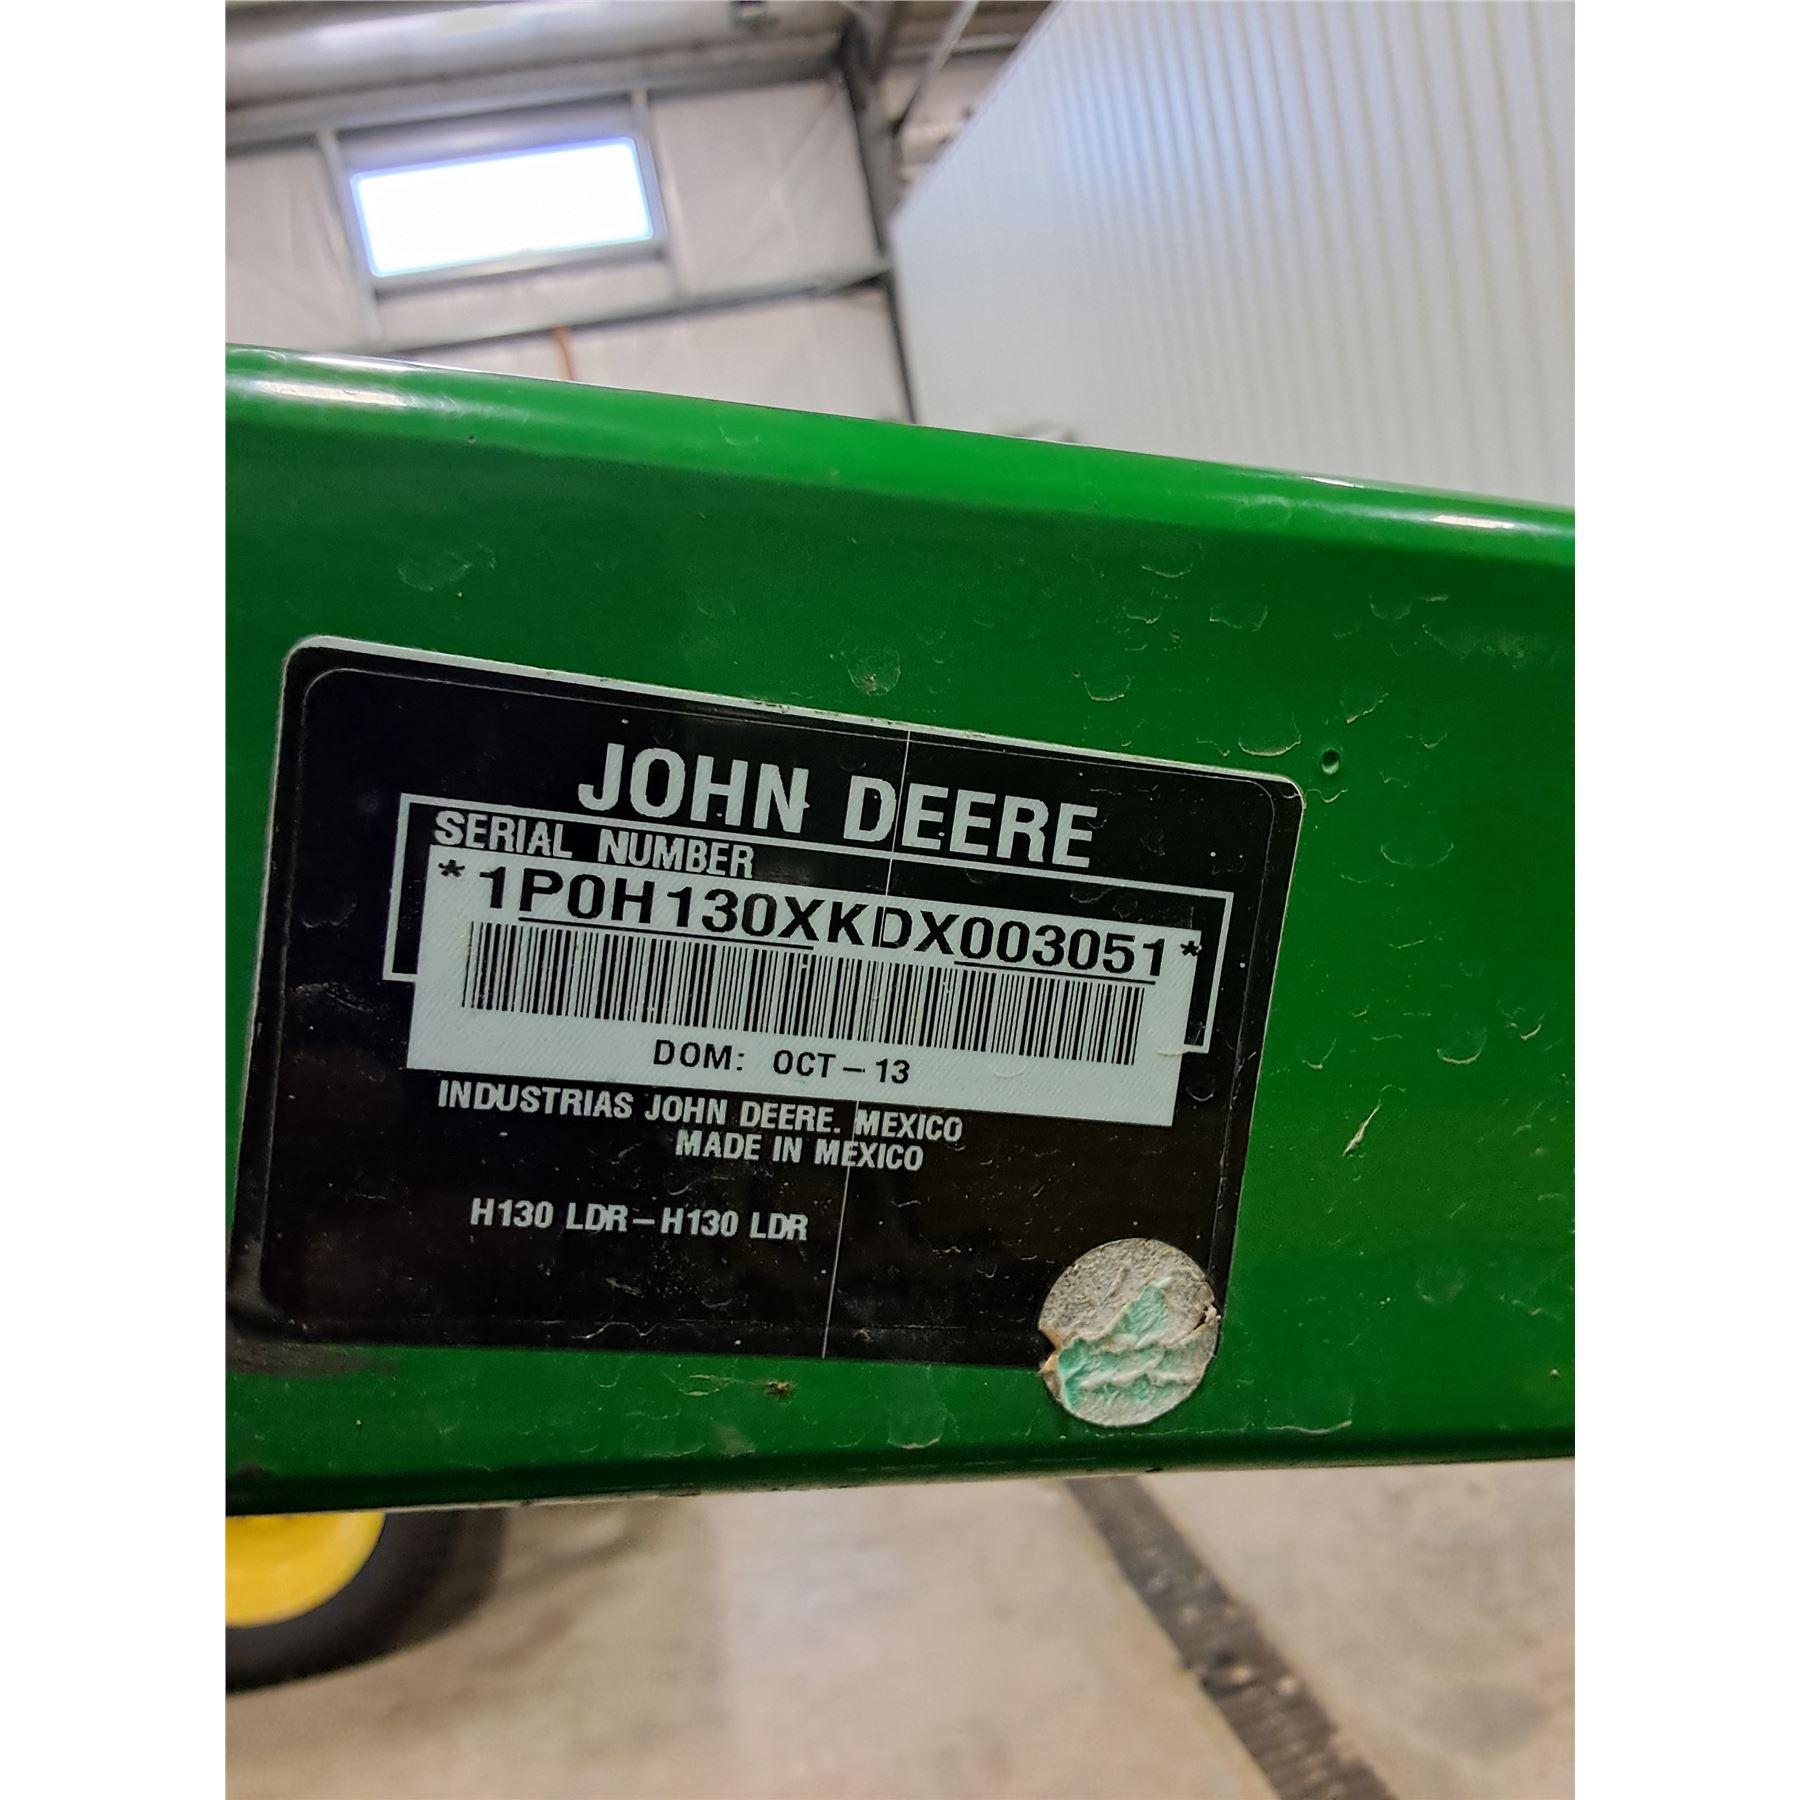 JOHN DEERE
SERIAL NUMBER
*1P0H130XKDX003051*
DOM: OCT-13
INDUSTRIAS JOHN DEERE. MEXICO
MADE IN MEXICO
H130 LDR-H130 LDR